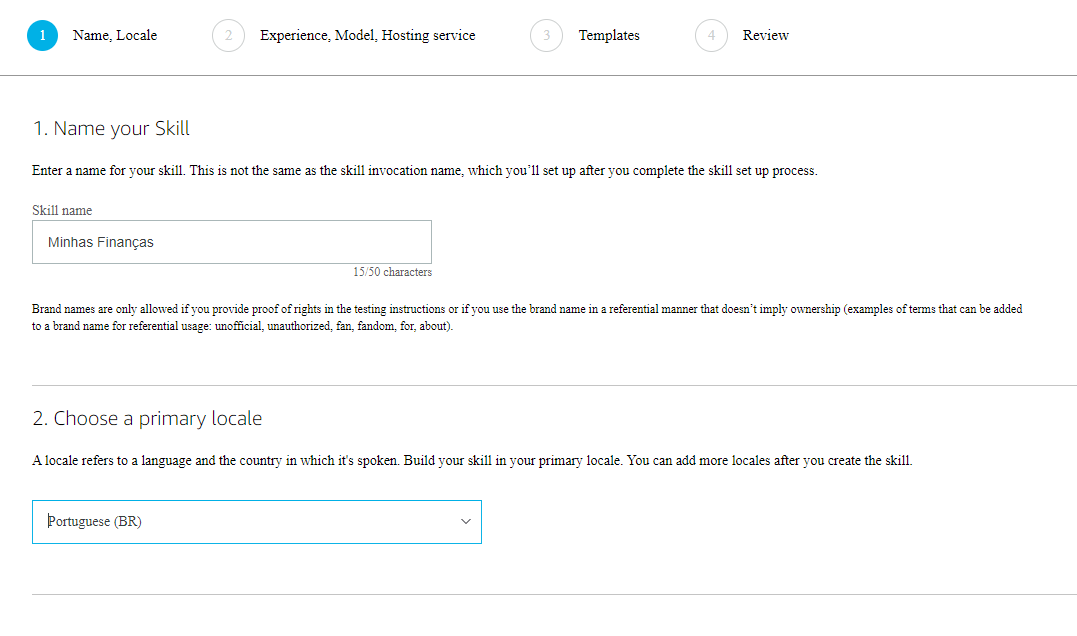 1 Name, Locale 2 Experience, Model, Hosting service 3 Templates 4 Review
1. Name your Skill
Enter a name for your skill. This is not the same as the skill invocation name, which you’ll set up after you complete the skill set up process.
Skill name
Minhas Finanças
15/50 characters
Brand names are only allowed if you provide proof of rights in the testing instructions or if you use the brand name in a referential manner that doesn’t imply ownership (examples of terms that can be added
to a brand name for referential usage: unofficial, unauthorized, fan, fandom, for, about).
2. Choose a primary locale
A locale refers to a language and the country in which it's spoken. Build your skill in your primary locale. You can add more locales after you create the skill.
Portuguese (BR)